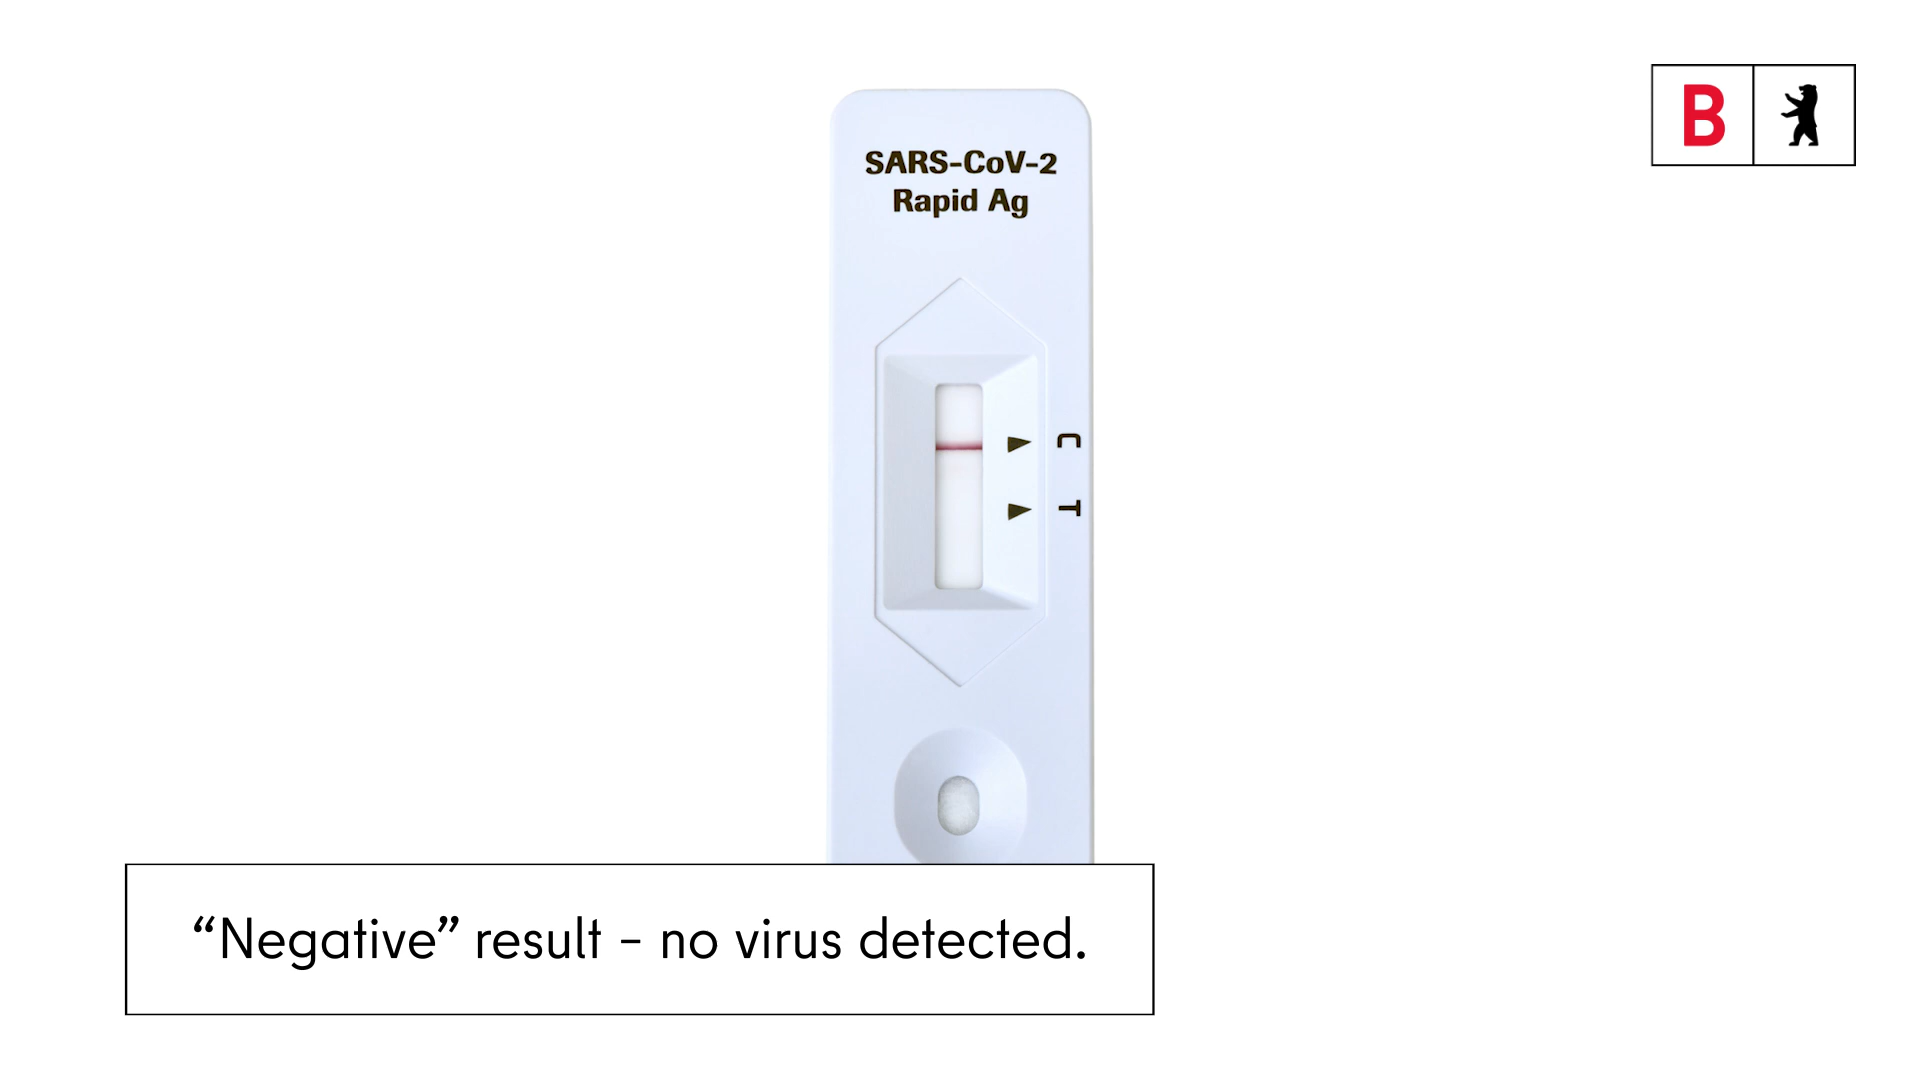 B
SARS-CoV-2
Rapid Ag
C
T
“Negative” result – no virus detected.